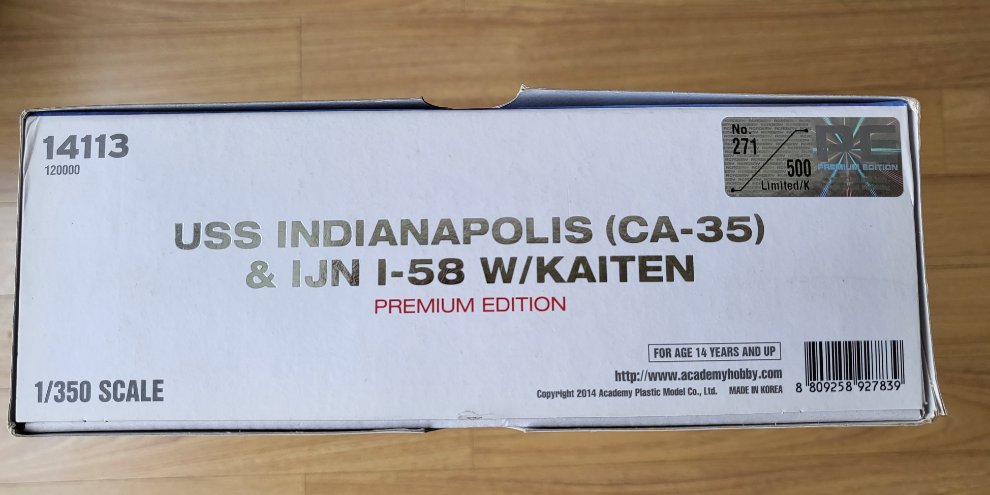 14113
120000
No.
271
500
Limited/K
PREMIUM EDITION
USS INDIANAPOLIS (CA-35)
& IJN I-58 W/KAITEN
PREMIUM EDITION
1/350 SCALE
FOR AGE 14 YEARS AND UP
http://www.academyhobby.com
Copyright 2014 Academy Plastic Model Co., Ltd. MADE IN KOREA
8 809258 927839